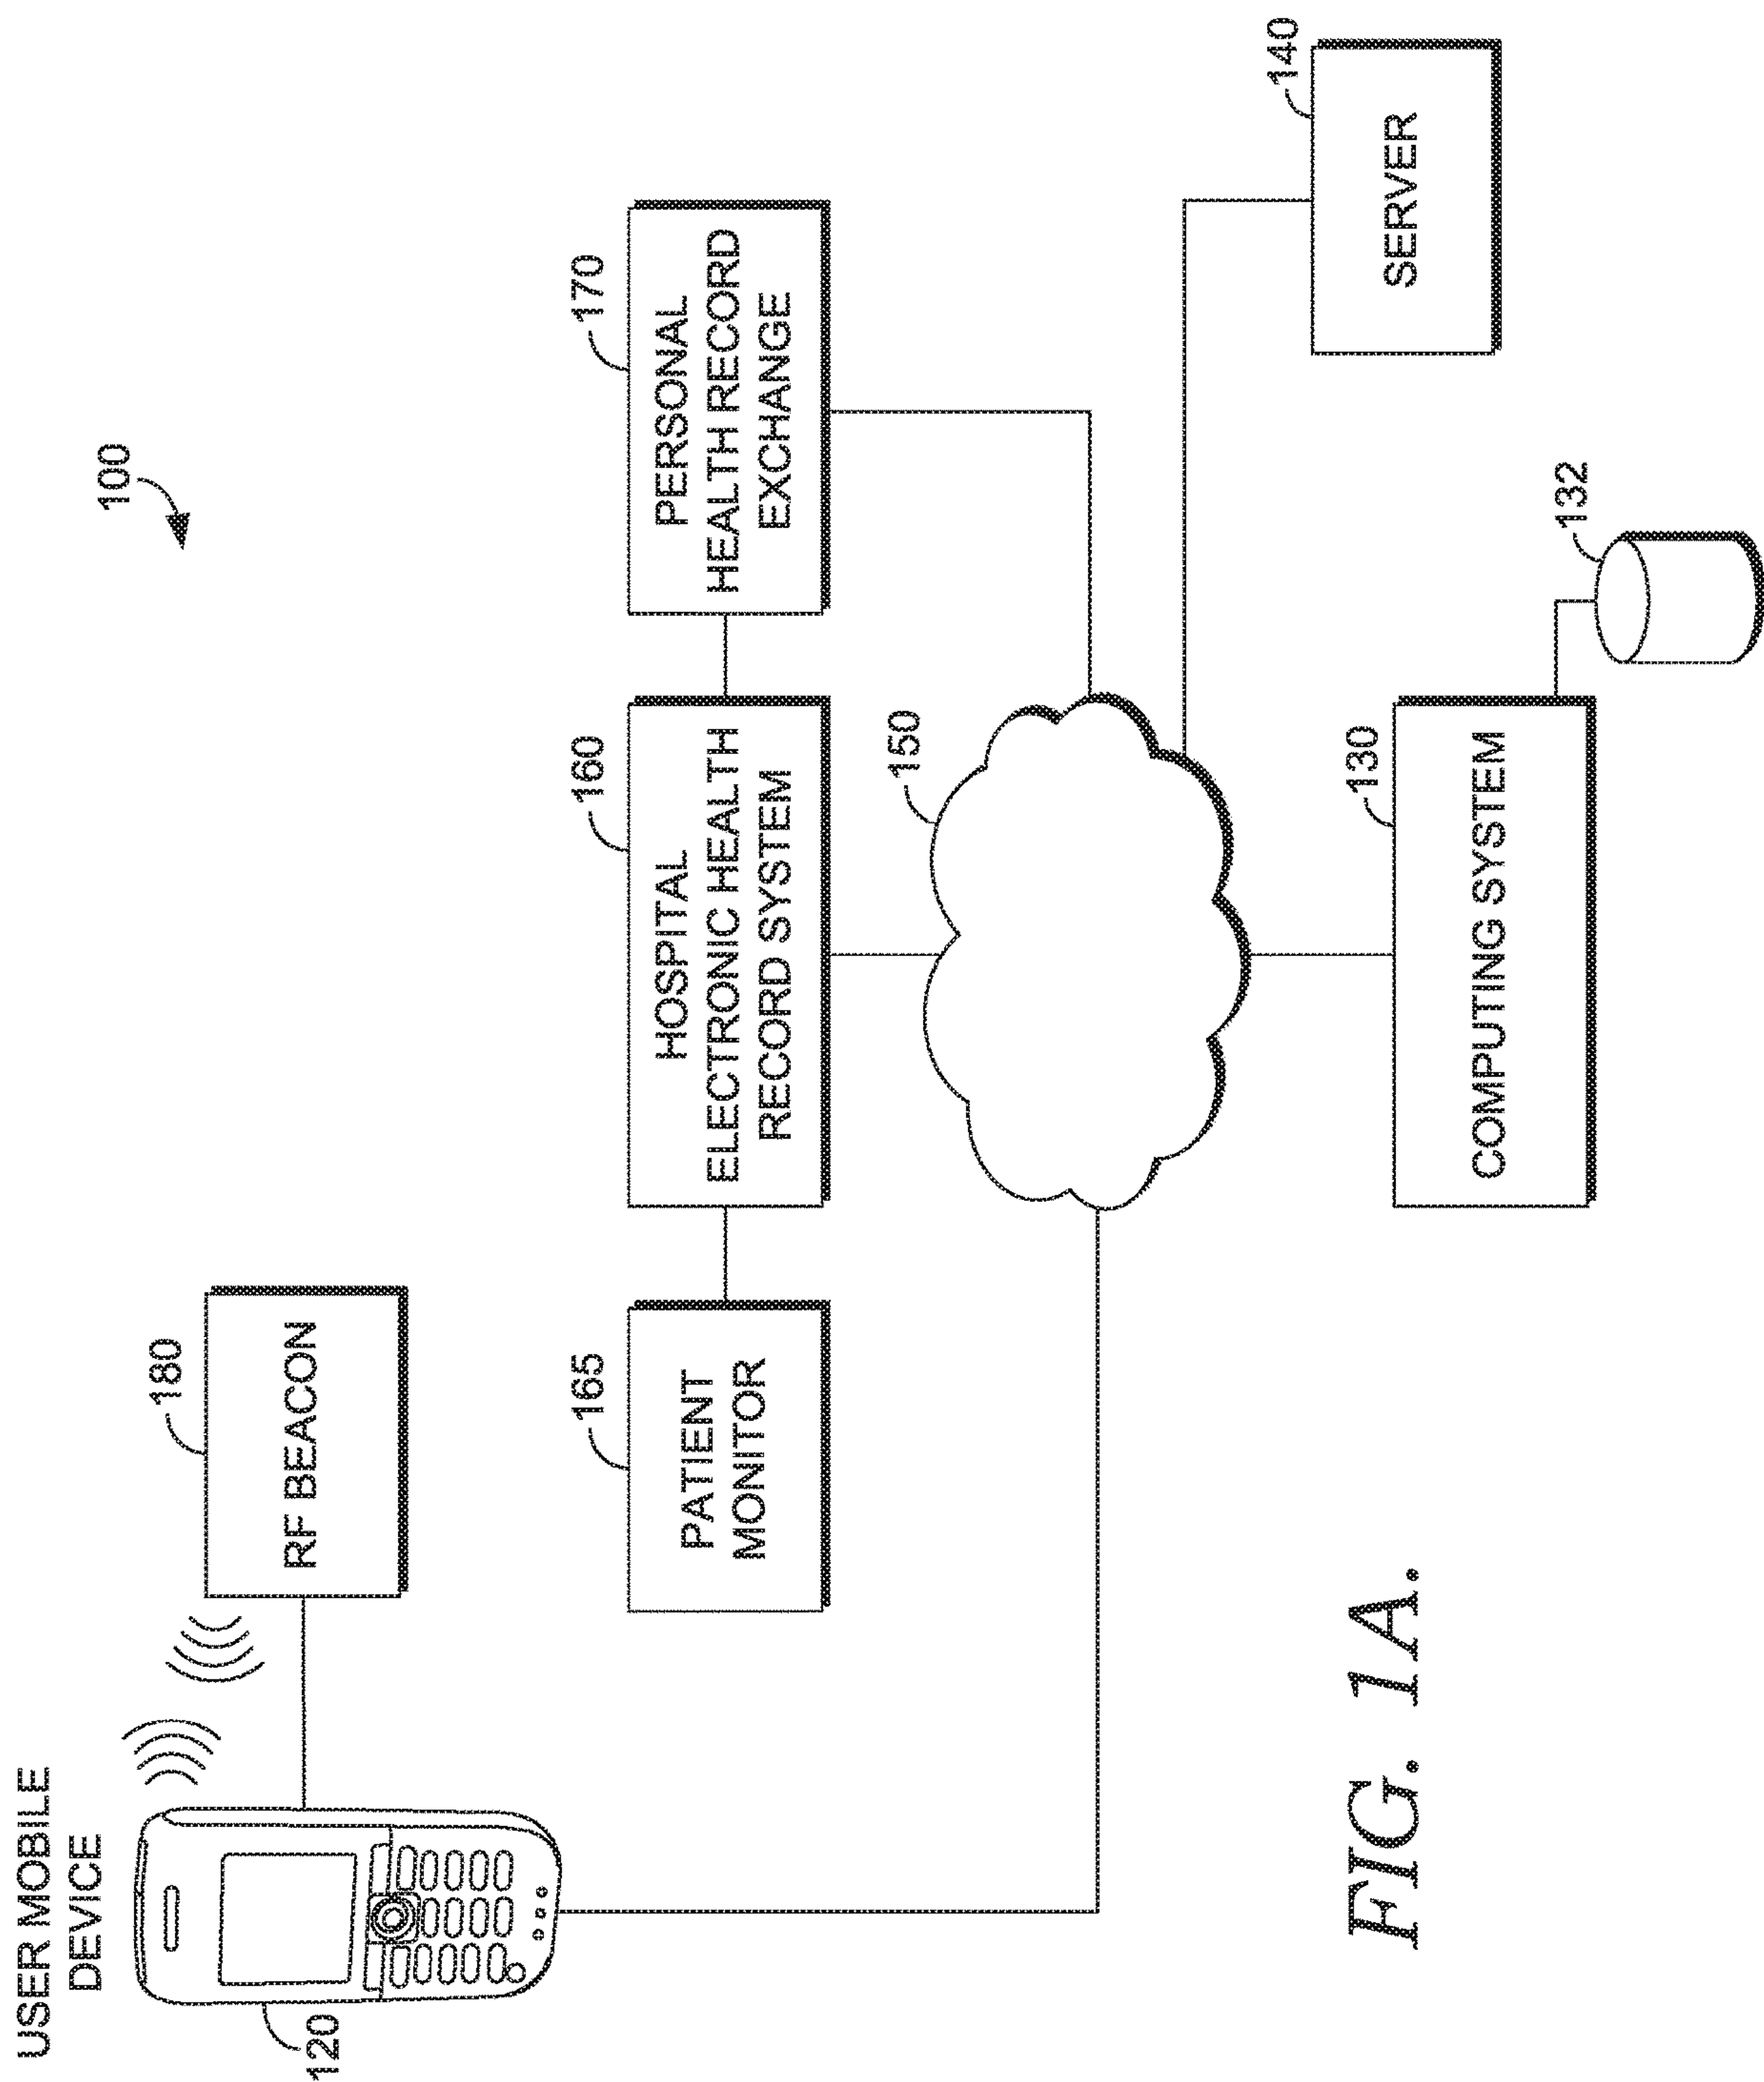 100
USER MOBILE
DEVICE
120
180
RF BEACON
165
PATIENT
MONITOR
160
HOSPITAL
ELECTRONIC HEALTH
RECORD SYSTEM
170
PERSONAL
HEALTH RECORD
EXCHANGE
150
130
COMPUTING SYSTEM
132
140
SERVER
FIG. 1A.